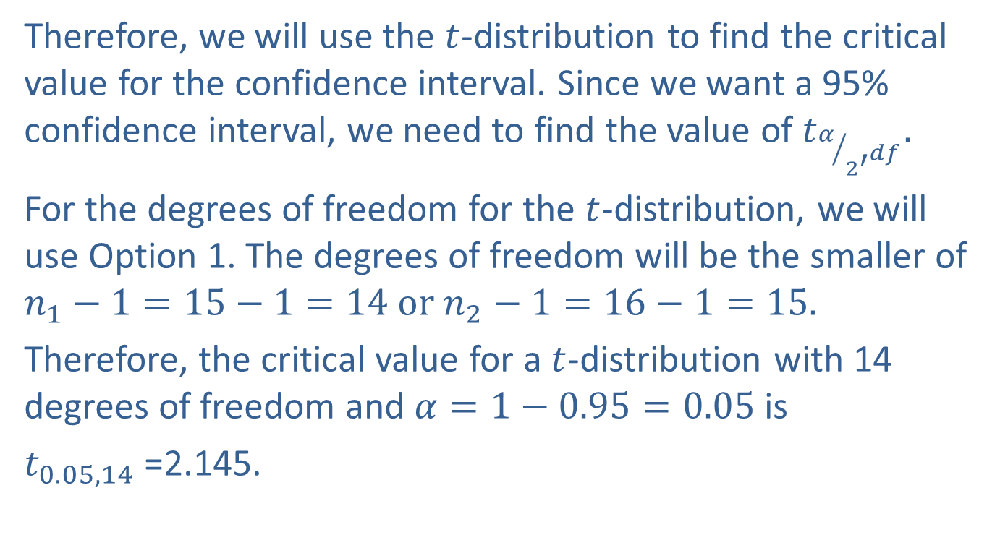 Therefore, we will use the t-distribution to find the critical
value for the confidence interval. Since we want a 95%
confidence interval, we need to find the value of t_{α/2,df}.
For the degrees of freedom for the t-distribution, we will
use Option 1. The degrees of freedom will be the smaller of
n₁ − 1 = 15 − 1 = 14 or n₂ − 1 = 16 − 1 = 15.
Therefore, the critical value for a t-distribution with 14
degrees of freedom and α = 1 − 0.95 = 0.05 is
t_{0.05,14} =2.145.